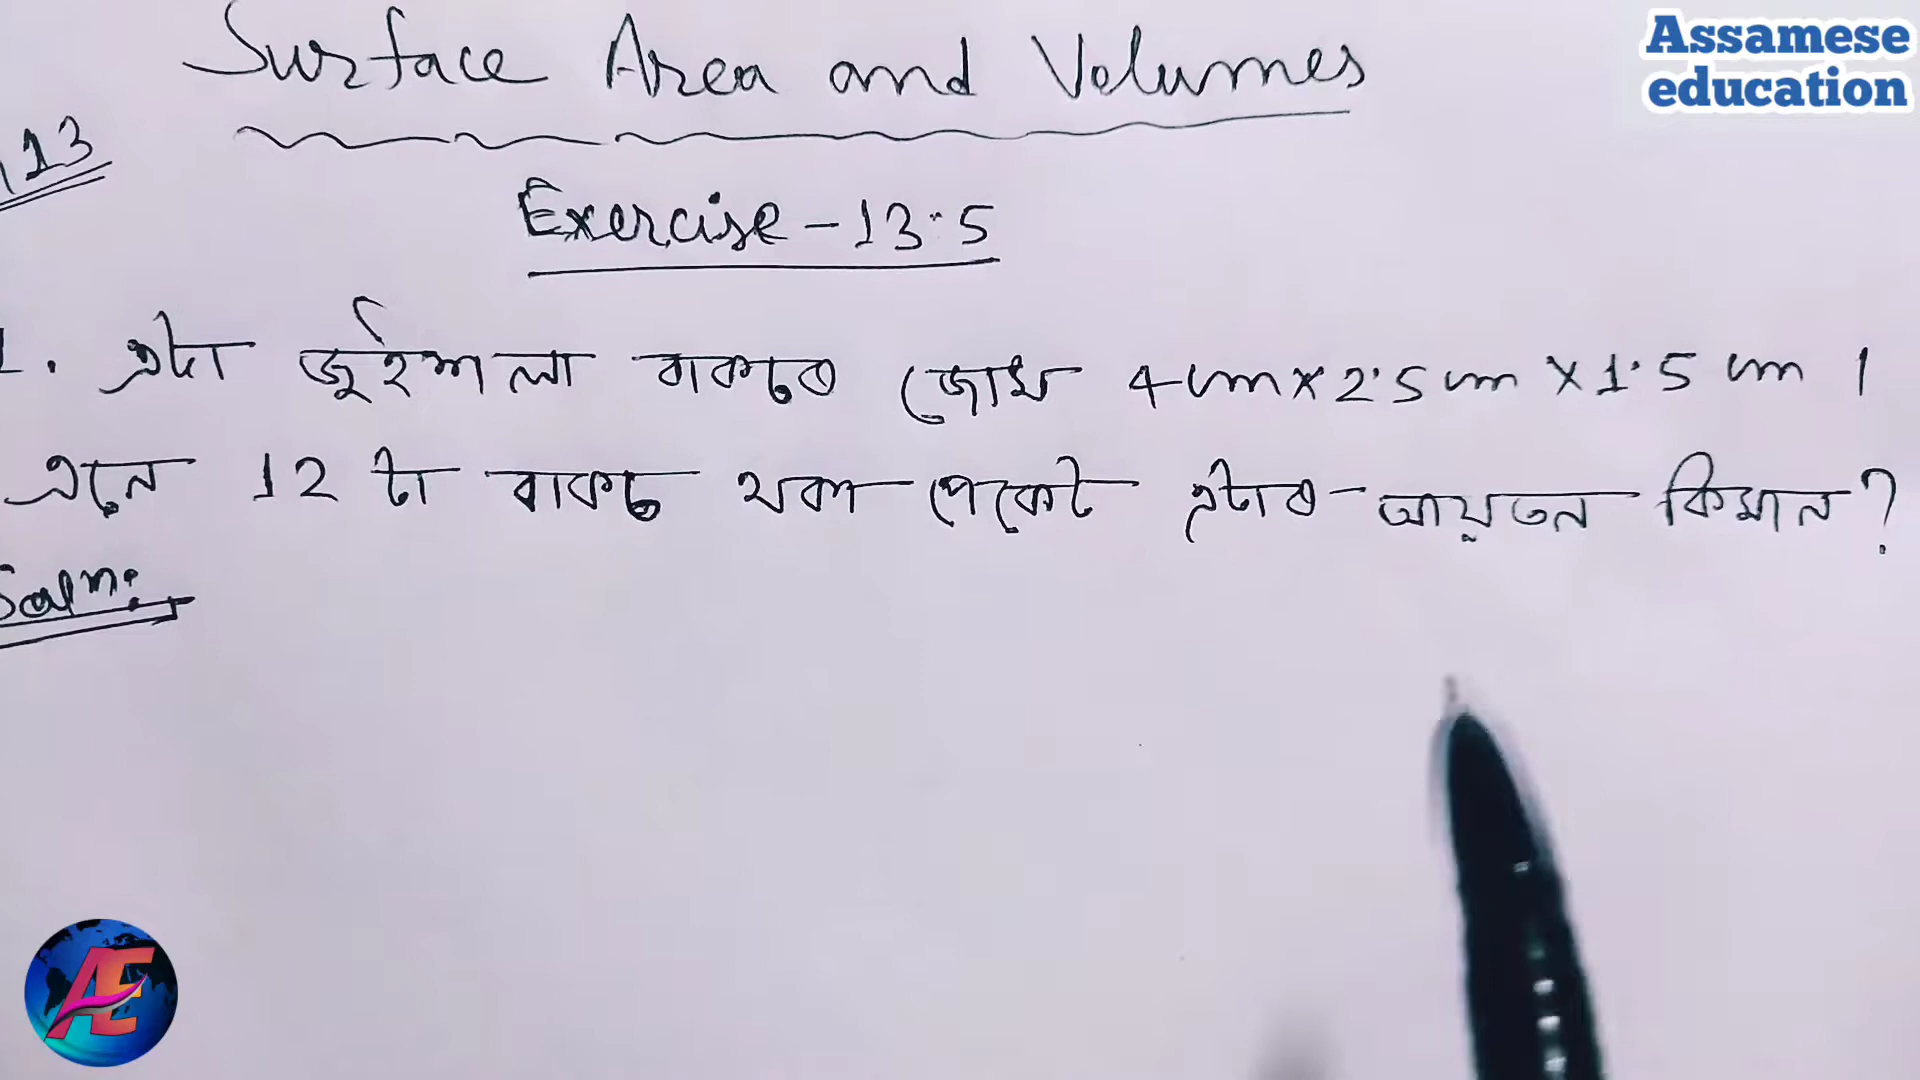 Surface Area and Volumes
Assamese
education
13
Exercise - 13.5
1. এটা জুইশলা বাকচৰ জোখ 4 cm x 2.5 cm x 1.5 cm ।
এনে 12 টা বাকচ থকা পেকেট এটাৰ আয়তন কিমান?
Solⁿ:
AE